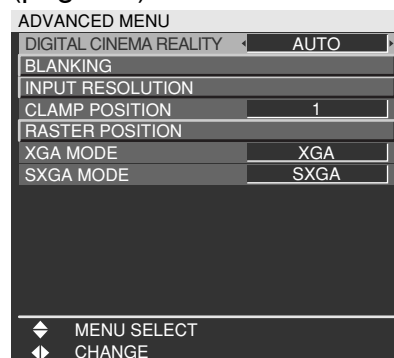 ADVANCED MENU
DIGITAL CINEMA REALITY AUTO
BLANKING
INPUT RESOLUTION
CLAMP POSITION 1
RASTER POSITION
XGA MODE XGA
SXGA MODE SXGA
MENU SELECT
CHANGE